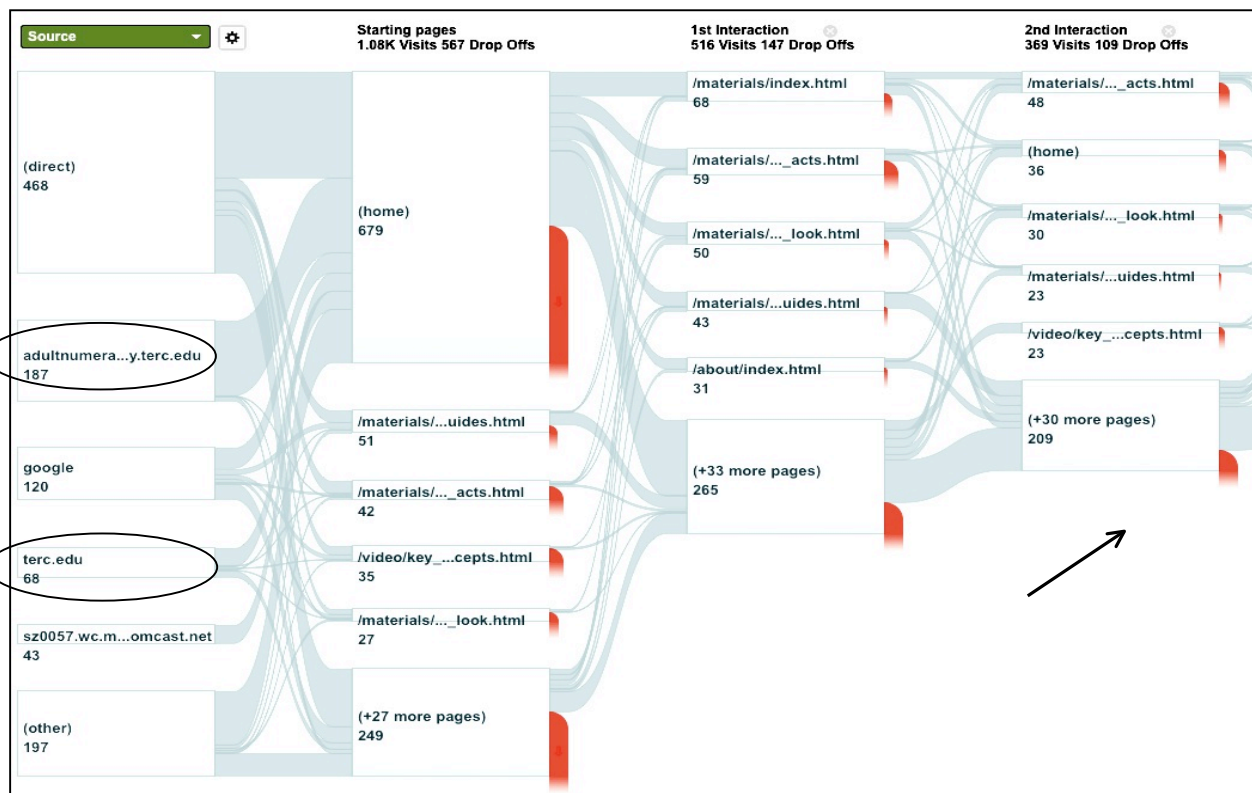 Source
Starting pages
1.08K Visits 567 Drop Offs
1st Interaction
516 Visits 147 Drop Offs
2nd Interaction
369 Visits 109 Drop Offs
(direct)
468
adultnumera...y.terc.edu
187
google
120
terc.edu
68
sz0057.wc.m...omcast.net
43
(other)
197
(home)
679
/materials/...uides.html
51
/materials/..._acts.html
42
/video/key_...cepts.html
35
/materials/..._look.html
27
(+27 more pages)
249
/materials/index.html
68
/materials/..._acts.html
59
/materials/..._look.html
50
/materials/...uides.html
43
/about/index.html
31
(+33 more pages)
265
/materials/..._acts.html
48
(home)
36
/materials/..._look.html
30
/materials/...uides.html
23
/video/key_...cepts.html
23
(+30 more pages)
209